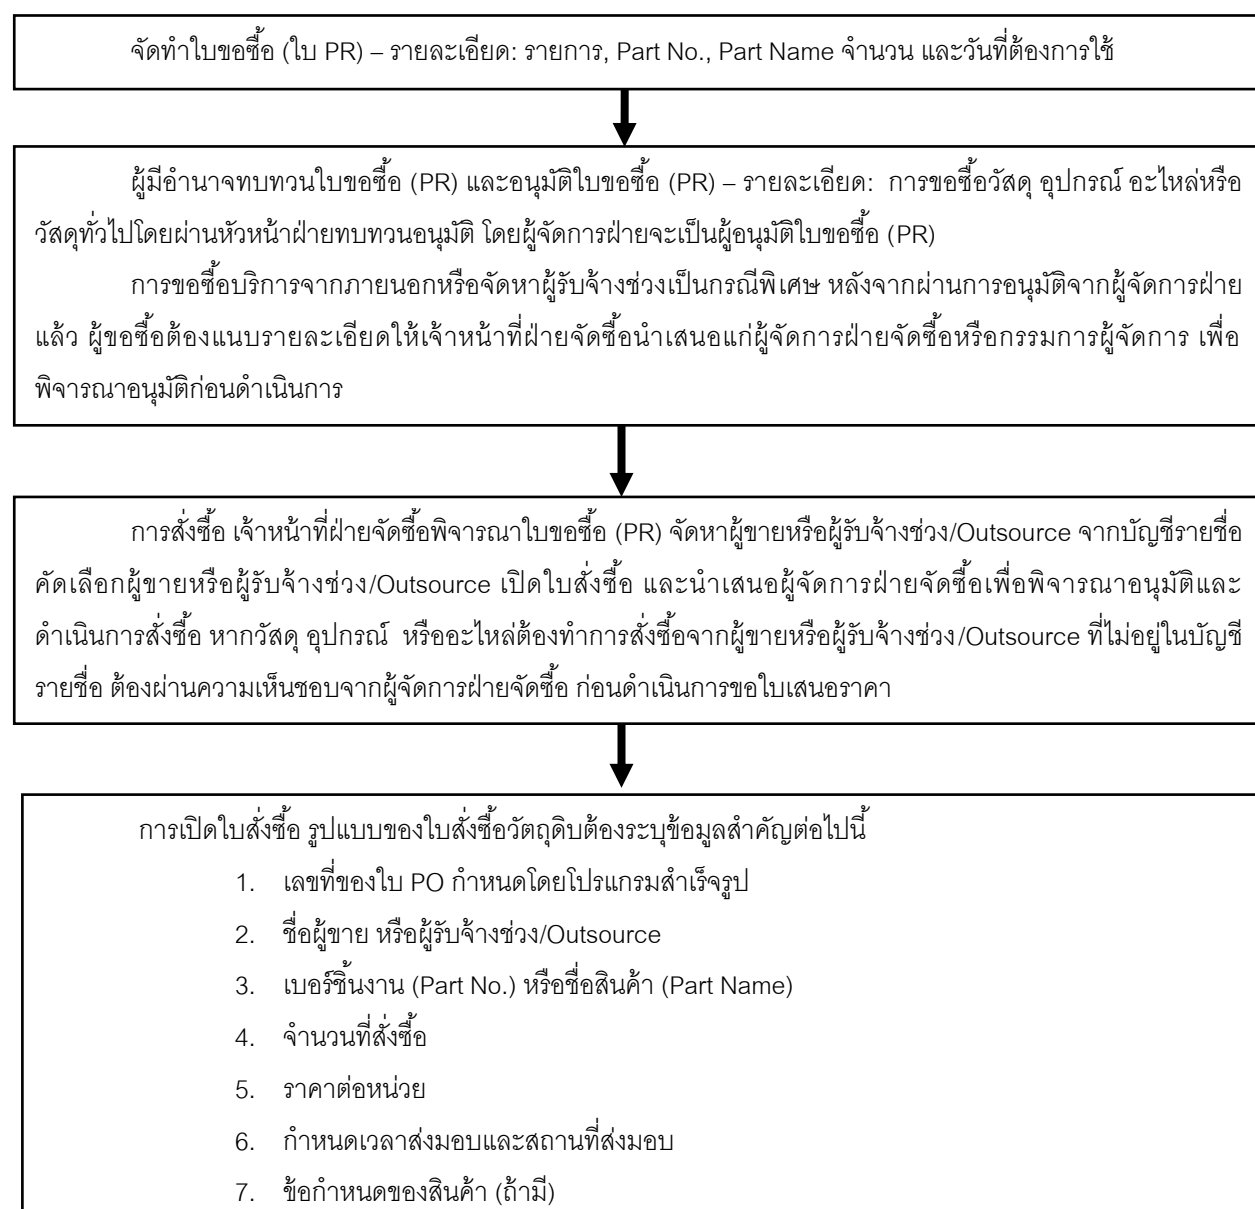 จัดทำใบขอซื้อ (ใบ PR) – รายละเอียด: รายการ, Part No., Part Name จำนวน และวันที่ต้องการใช้
ผู้มีอำนาจทบทวนใบขอซื้อ (PR) และอนุมัติใบขอซื้อ (PR) – รายละเอียด: การขอซื้อวัสดุ อุปกรณ์ อะไหล่หรือ
วัสดุทั่วไปโดยผ่านหัวหน้าฝ่ายทบทวนอนุมัติ โดยผู้จัดการฝ่ายจะเป็นผู้อนุมัติใบขอซื้อ (PR)
การขอซื้อบริการจากภายนอกหรือจัดหาผู้รับจ้างช่วงเป็นกรณีพิเศษ หลังจากผ่านการอนุมัติจากผู้จัดการฝ่าย
แล้ว ผู้ขอซื้อต้องแนบรายละเอียดให้เจ้าหน้าที่ฝ่ายจัดซื้อนำเสนอแก่ผู้จัดการฝ่ายจัดซื้อหรือกรรมการผู้จัดการ เพื่อ
พิจารณาอนุมัติก่อนดำเนินการ
การสั่งซื้อ เจ้าหน้าที่ฝ่ายจัดซื้อพิจารณาใบขอซื้อ (PR) จัดหาผู้ขายหรือผู้รับจ้างช่วง/Outsource จากบัญชีรายชื่อ
คัดเลือกผู้ขายหรือผู้รับจ้างช่วง/Outsource เปิดใบสั่งซื้อ และนำเสนอผู้จัดการฝ่ายจัดซื้อเพื่อพิจารณาอนุมัติและ
ดำเนินการสั่งซื้อ หากวัสดุ อุปกรณ์ หรืออะไหล่ต้องทำการสั่งซื้อจากผู้ขายหรือผู้รับจ้างช่วง/Outsource ที่ไม่อยู่ในบัญชี
รายชื่อ ต้องผ่านความเห็นชอบจากผู้จัดการฝ่ายจัดซื้อ ก่อนดำเนินการขอใบเสนอราคา
การเปิดใบสั่งซื้อ รูปแบบของใบสั่งซื้อวัตถุดิบต้องระบุข้อมูลสำคัญต่อไปนี้
1. เลขที่ของใบ PO กำหนดโดยโปรแกรมสำเร็จรูป
2. ชื่อผู้ขาย หรือผู้รับจ้างช่วง/Outsource
3. เบอร์ชิ้นงาน (Part No.) หรือชื่อสินค้า (Part Name)
4. จำนวนที่สั่งซื้อ
5. ราคาต่อหน่วย
6. กำหนดเวลาส่งมอบและสถานที่ส่งมอบ
7. ข้อกำหนดของสินค้า (ถ้ามี)